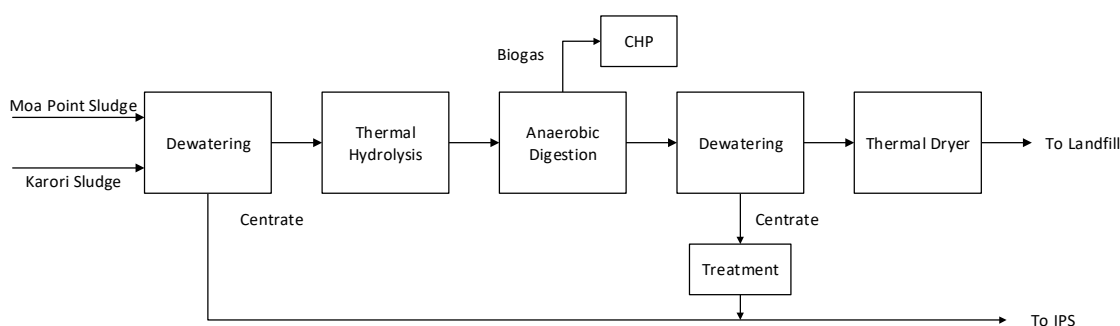 CHP
Biogas
Moa Point Sludge
Karori Sludge
Dewatering
Thermal
Hydrolysis
Anaerobic
Digestion
Dewatering
Thermal Dryer
To Landfill
Centrate
Centrate
Treatment
To IPS